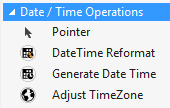 Date / Time Operations
Pointer
DateTime Reformat
Generate Date Time
Adjust TimeZone